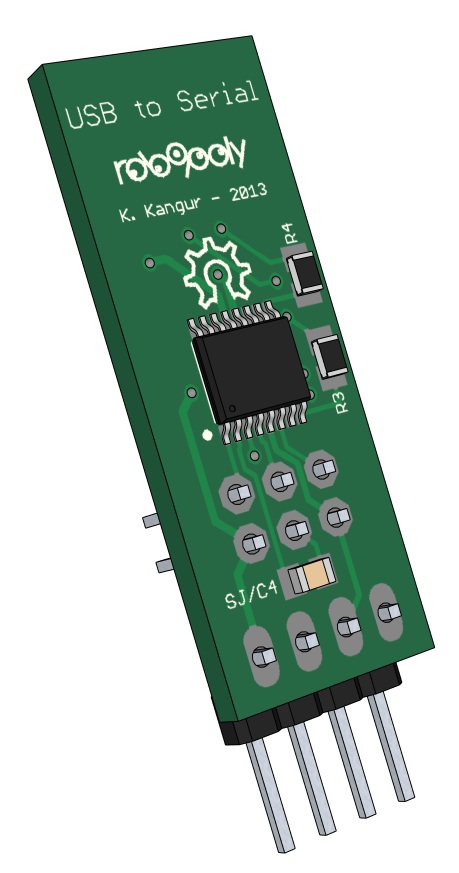 USB to Serial
robopoly
K. Kangur - 2013
R4
R3
SJ/C4